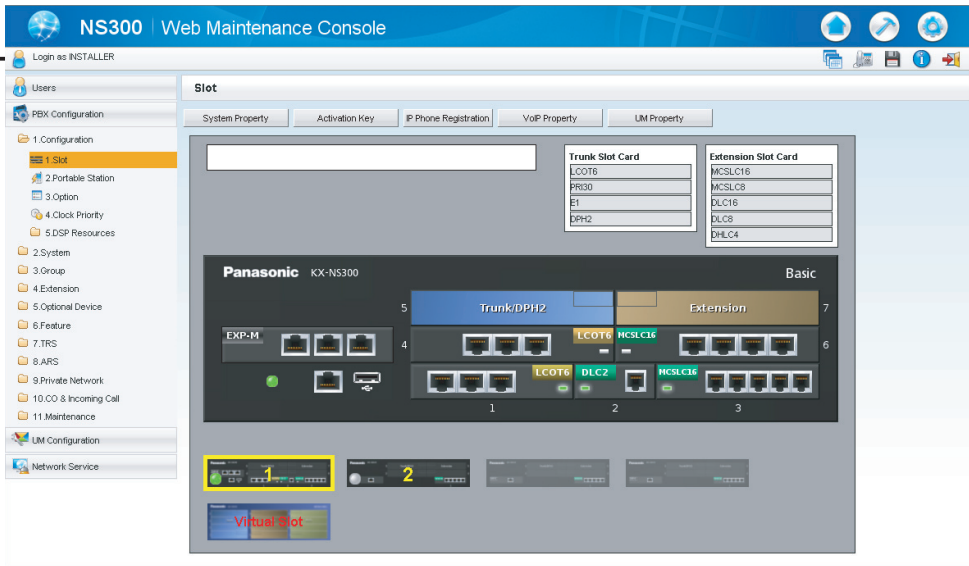 NS300 | Web Maintenance Console
Login as INSTALLER
Users
PBX Configuration
1.Configuration
1.Slot
2.Portable Station
3.Option
4.Clock Priority
5.DSP Resources
2.System
3.Group
4.Extension
5.Optional Device
6.Feature
7.TRS
8.ARS
9.Private Network
10.CO & Incoming Call
11.Maintenance
UM Configuration
Network Service
Slot
System Property
Activation Key
IP Phone Registration
VoIP Property
UM Property
Trunk Slot Card
LCOT6
PRI30
E1
DPH2
Extension Slot Card
MCSLC16
MCSLC8
DLC16
DLC8
DHLC4
Panasonic KX-NS300 Basic
5 Trunk/DPH2 Extension 7
EXP-M 4 LCOT6 MCSLC16 6
LCOT6 DLC2 MCSLC16
1 2 3
1 2
Virtual Slot